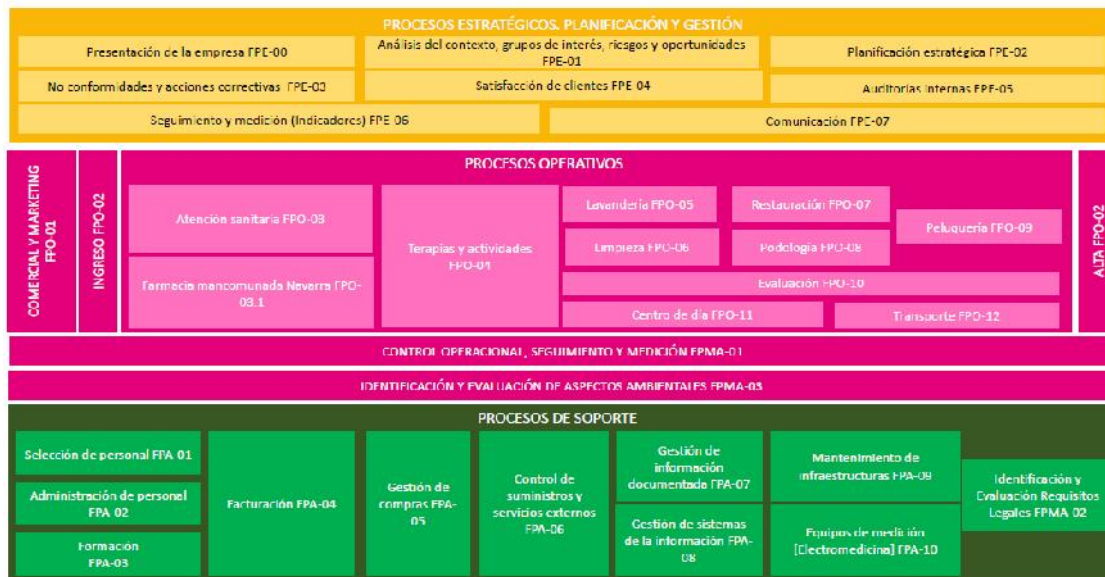 PROCESOS ESTRATÉGICOS. PLANIFICACIÓN Y GESTIÓN
Presentación de la empresa FPE-00
Análisis del contexto, grupos de interés, riesgos y oportunidades
FPE-01
Planificación estratégica FPE-02
No conformidades y acciones correctivas FPE-03
Satisfacción de clientes FPE-04
Auditorías internas FPE-05
Seguimiento y medición (Indicadores) FPE-06
Comunicación FPE-07
COMERCIAL Y MARKETING
FPO-01
INGRESO FPO-02
PROCESOS OPERATIVOS
Atención sanitaria FPO-03
Farmacia mancomunada Navarra FPO-
03.1
Terapias y actividades
FPO-04
Lavandería FPO-05
Restauración FPO-07
Limpieza FPO-06
Podología FPO-08
Peluquería FPO-09
Evaluación FPO-10
Centro de día FPO-11
Transporte FPO-12
ALTA FPO-02
CONTROL OPERACIONAL, SEGUIMIENTO Y MEDICIÓN FPMA-01
IDENTIFICACIÓN Y EVALUACIÓN DE ASPECTOS AMBIENTALES FPMA-03
PROCESOS DE SOPORTE
Selección de personal FPA-01
Administración de personal
FPA-02
Formación
FPA-03
Facturación FPA-04
Gestión de
compras FPA-
05
Control de
suministros y
servicios externos
FPA-06
Gestión de
información
documentada FPA-07
Gestión de sistemas
de la información FPA-
08
Mantenimiento de
infraestructuras FPA-09
Equipos de medición
[Electromedicina] FPA-10
Identificación y
Evaluación Requisitos
Legales FPMA-02